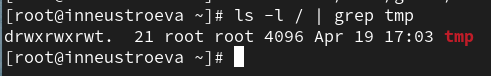 [root@inneustroeva ~]# ls -l / | grep tmp
drwxrwxrwt.  21 root root 4096 Apr 19 17:03 tmp
[root@inneustroeva ~]#